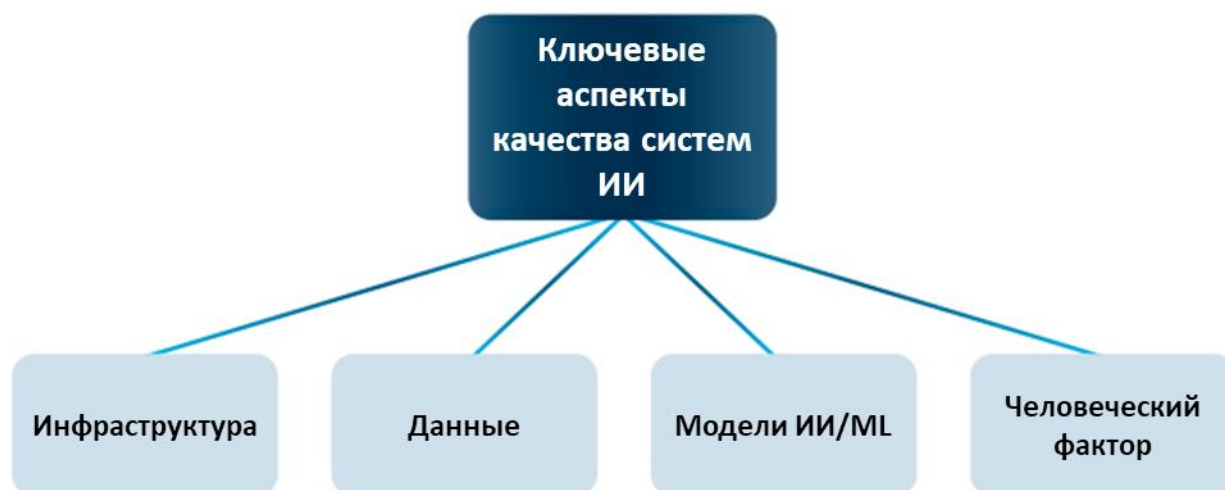 Ключевые
аспекты
качества систем
ИИ
Инфраструктура
Данные
Модели ИИ/ML
Человеческий
фактор